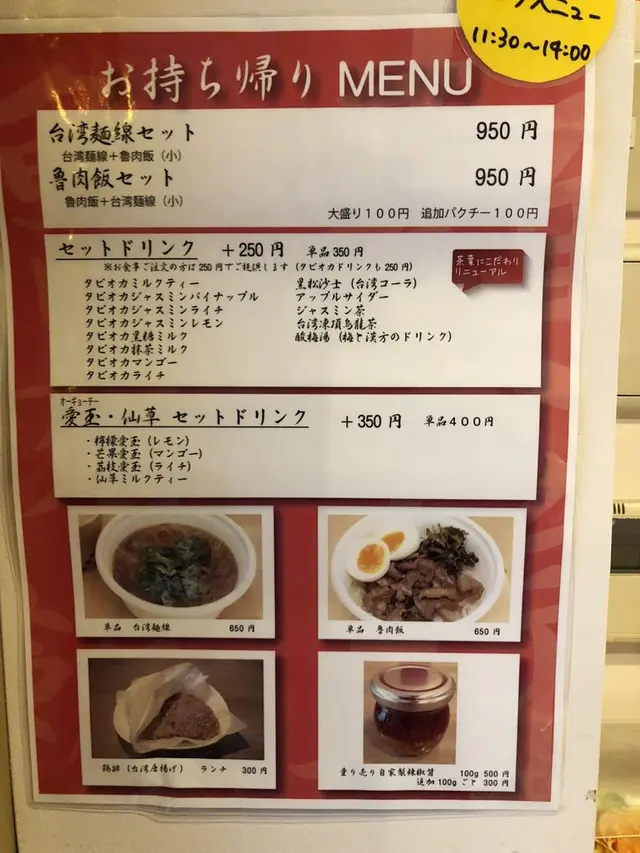 メニュー
11:30~14:00
お持ち帰り MENU
台湾麺線セット 950 円
台湾麺線+魯肉飯 (小)
魯肉飯セット 950 円
魯肉飯+台湾麺線 (小)
大盛り100円 追加パクチー100円
セットドリンク +250 円 単品350 円
※お食事ご注文の方は250円でご提供します (タピオカドリンクも250円)
茶葉にこだわり
リニューアル
タピオカミルクティー 黒松沙士 (台湾コーラ)
タピオカジャスミンパイナップル アップルサイダー
タピオカジャスミンライチ ジャスミン茶
タピオカジャスミンレモン 台湾凍頂烏龍茶
タピオカ黒糖ミルク 酸梅湯 (梅と漢方のドリンク)
タピオカ抹茶ミルク
タピオカマンゴー
タピオカライチ
オーギョーチー
愛玉・仙草 セットドリンク +350 円 単品400円
・檸檬愛玉 (レモン)
・芒果愛玉 (マンゴー)
・荔枝愛玉 (ライチ)
・仙草ミルクティー
単品 台湾麺線 650 円
単品 魯肉飯 650 円
鶏排 (台湾唐揚げ) ランチ 300 円
量り売り自家製辣椒醤 100g 500 円
追加100g ごと 300 円